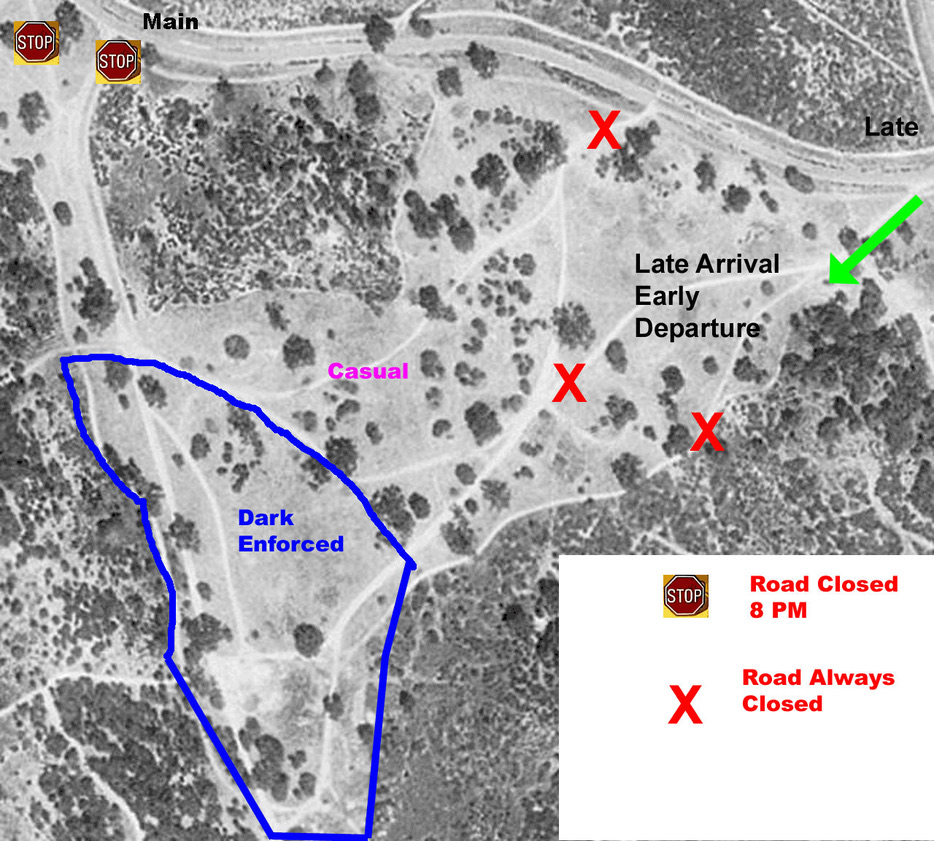 Main
STOP
STOP
Late
Late Arrival
Early
Departure
Casual
Dark
Enforced
STOP
Road Closed
8 PM
X
Road Always
Closed
X
X
X